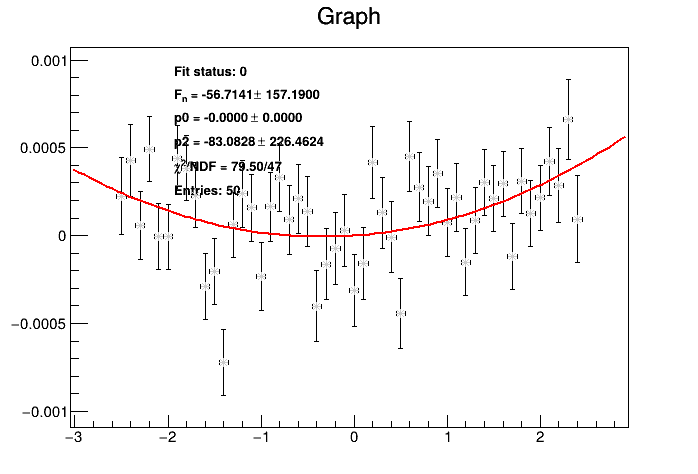 Graph
Fit status: 0
Fn = -56.7141± 157.1900
p0 = -0.0000± 0.0000
p2 = -83.0828± 226.4624
χ²/NDF = 79.50/47
Entries: 50
0.001
0.0005
0
−0.0005
−0.001
−3 −2 −1 0 1 2